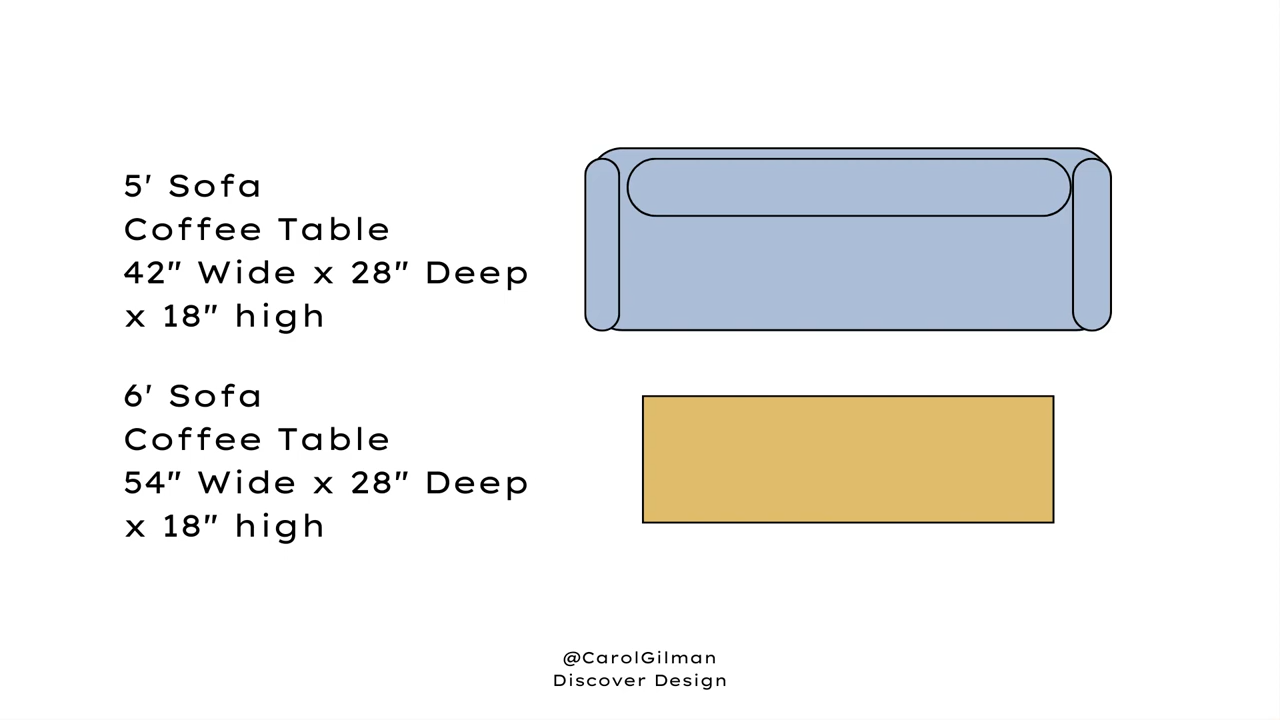 5' Sofa
Coffee Table
42" Wide x 28" Deep
x 18" high
6' Sofa
Coffee Table
54" Wide x 28" Deep
x 18" high
@CarolGilman
Discover Design